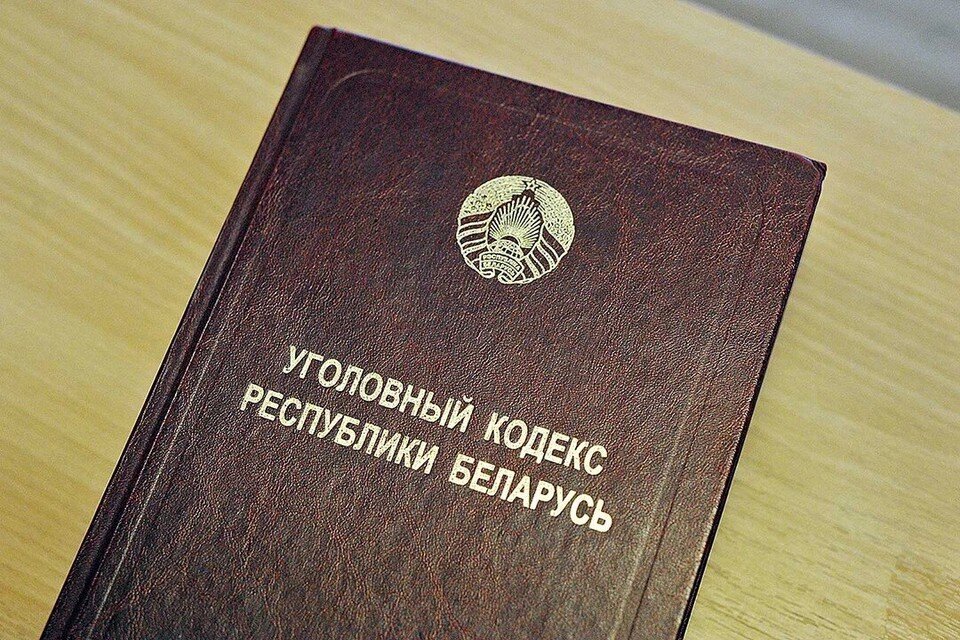 УГОЛОВНЫЙ КОДЕКС
РЕСПУБЛИКИ БЕЛАРУСЬ